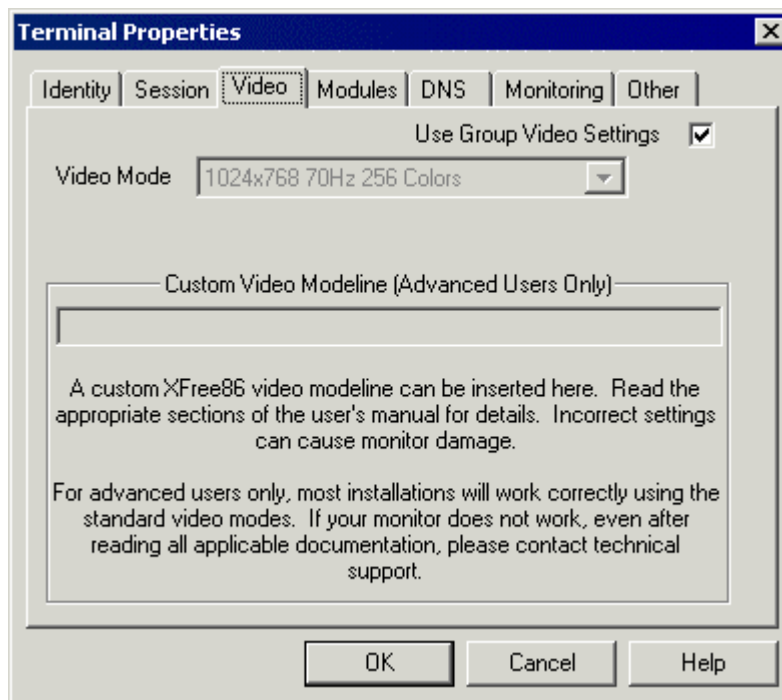 Terminal Properties
Identity Session Video Modules DNS Monitoring Other
Use Group Video Settings
Video Mode 1024x768 70Hz 256 Colors
Custom Video Modeline (Advanced Users Only)
A custom XFree86 video modeline can be inserted here.  Read the
appropriate sections of the user's manual for details.  Incorrect settings
can cause monitor damage.
For advanced users only, most installations will work correctly using the
standard video modes.  If your monitor does not work, even after
reading all applicable documentation, please contact technical
support.
OK Cancel Help